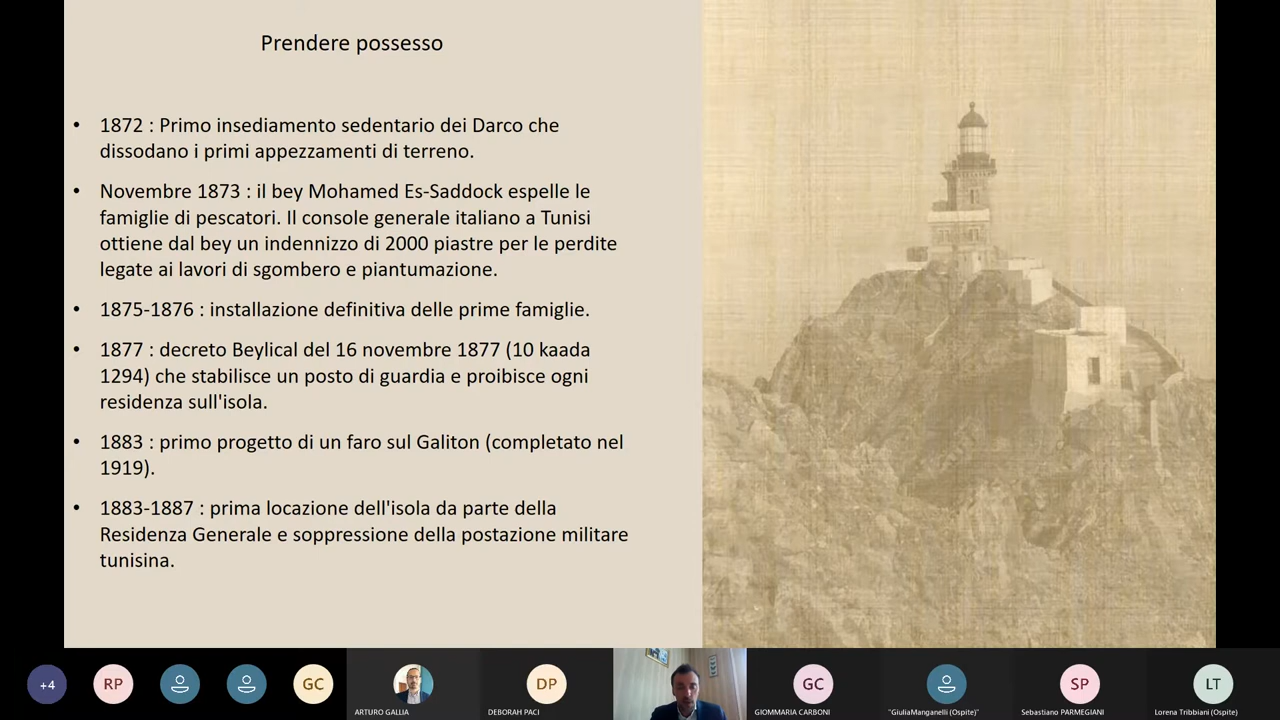 Prendere possesso
• 1872 : Primo insediamento sedentario dei Darco che
dissodano i primi appezzamenti di terreno.
• Novembre 1873 : il bey Mohamed Es-Saddock espelle le
famiglie di pescatori. Il console generale italiano a Tunisi
ottiene dal bey un indennizzo di 2000 piastre per le perdite
legate ai lavori di sgombero e piantumazione.
• 1875-1876 : installazione definitiva delle prime famiglie.
• 1877 : decreto Beylical del 16 novembre 1877 (10 kaada
1294) che stabilisce un posto di guardia e proibisce ogni
residenza sull'isola.
• 1883 : primo progetto di un faro sul Galiton (completato nel
1919).
• 1883-1887 : prima locazione dell'isola da parte della
Residenza Generale e soppressione della postazione militare
tunisina.
+4
RP
GC
ARTURO GALLIA
DP
DEBORAH PACI
GC
GIOMMARIA CARBONI
"GiuliaManganelli (Ospite)"
SP
Sebastiano PARMEGIANI
LT
Lorena Tribbiani (Ospite)